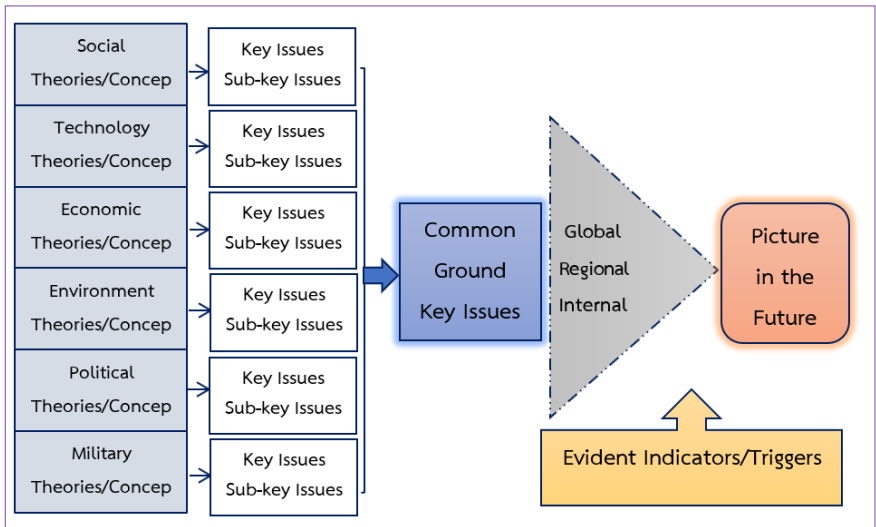 Social
Theories/Concep
Key Issues
Sub-key Issues
Technology
Theories/Concep
Key Issues
Sub-key Issues
Economic
Theories/Concep
Key Issues
Sub-key Issues
Environment
Theories/Concep
Key Issues
Sub-key Issues
Political
Theories/Concep
Key Issues
Sub-key Issues
Military
Theories/Concep
Key Issues
Sub-key Issues
Common
Ground
Key Issues
Global
Regional
Internal
Picture
in the
Future
Evident Indicators/Triggers